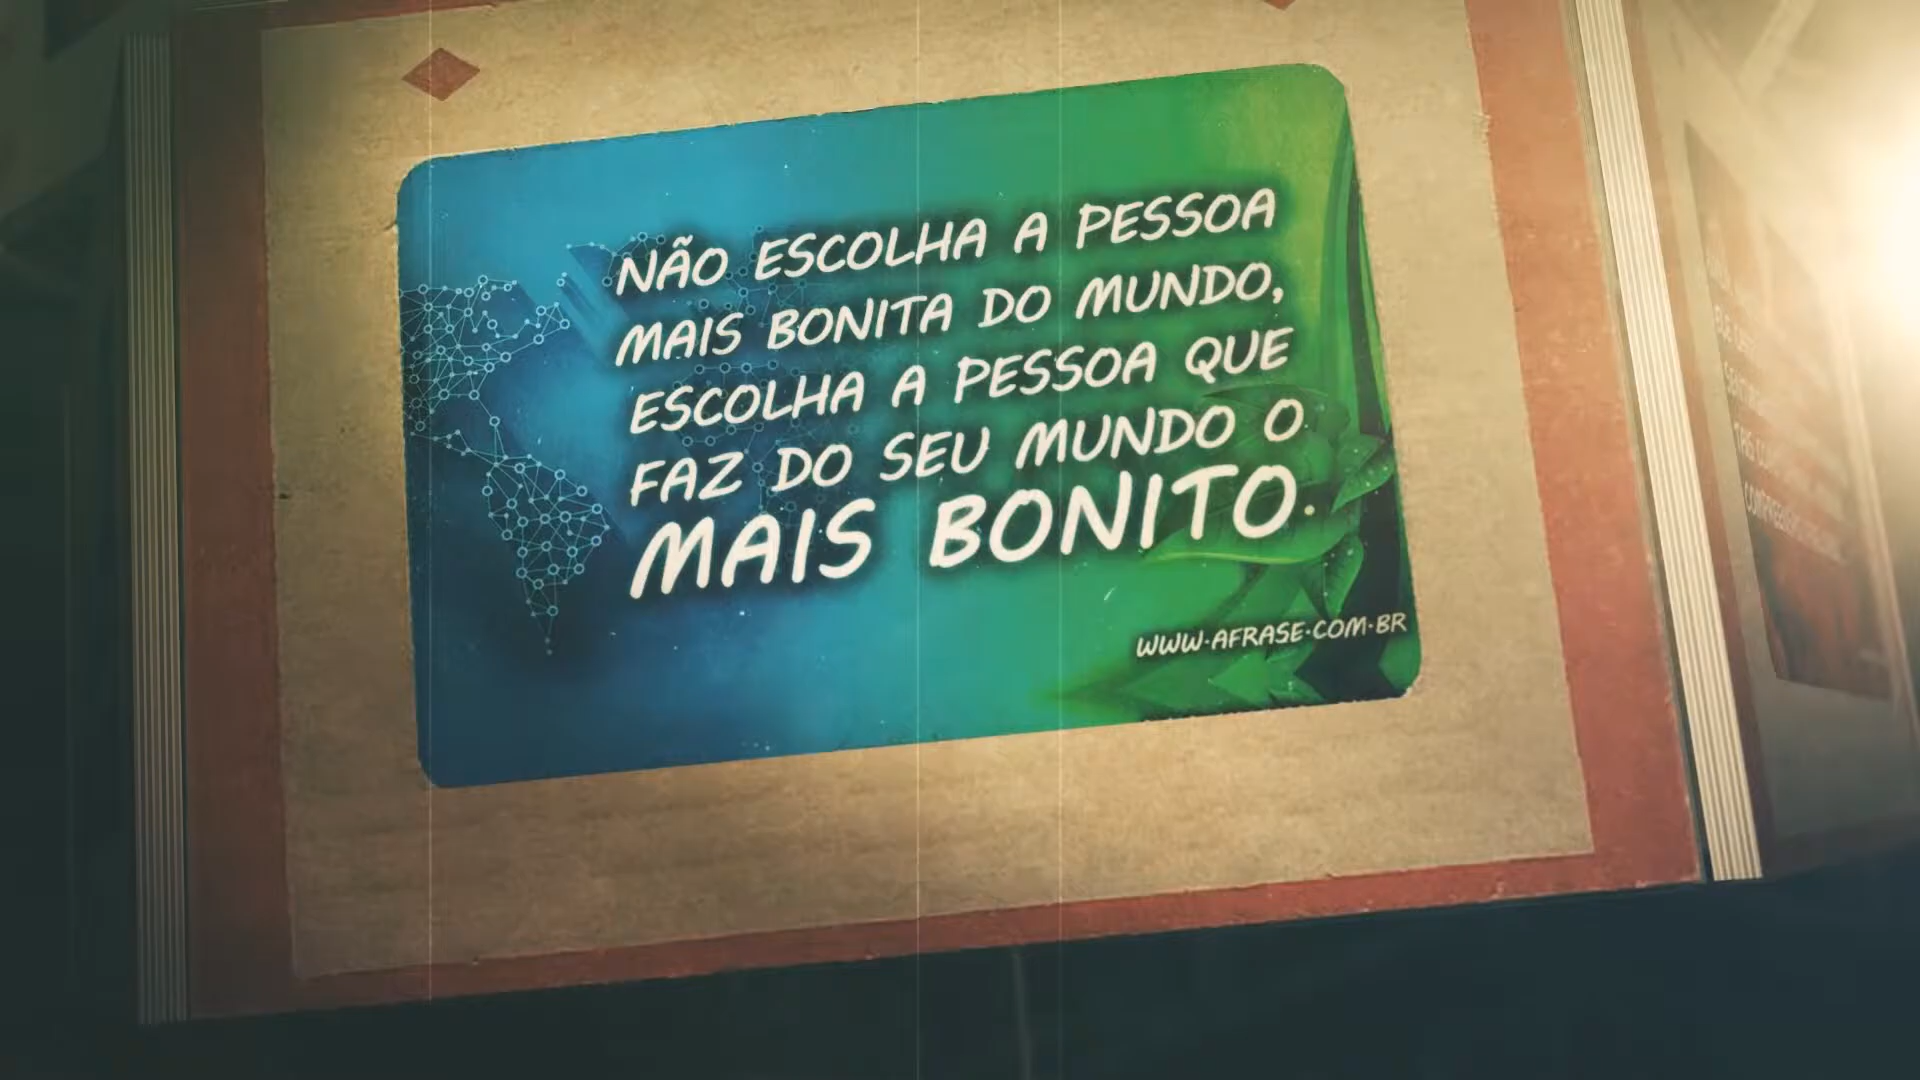 NÃO ESCOLHA A PESSOA
MAIS BONITA DO MUNDO,
ESCOLHA A PESSOA QUE
FAZ DO SEU MUNDO O
MAIS BONITO.
WWW.AFRASE.COM.BR